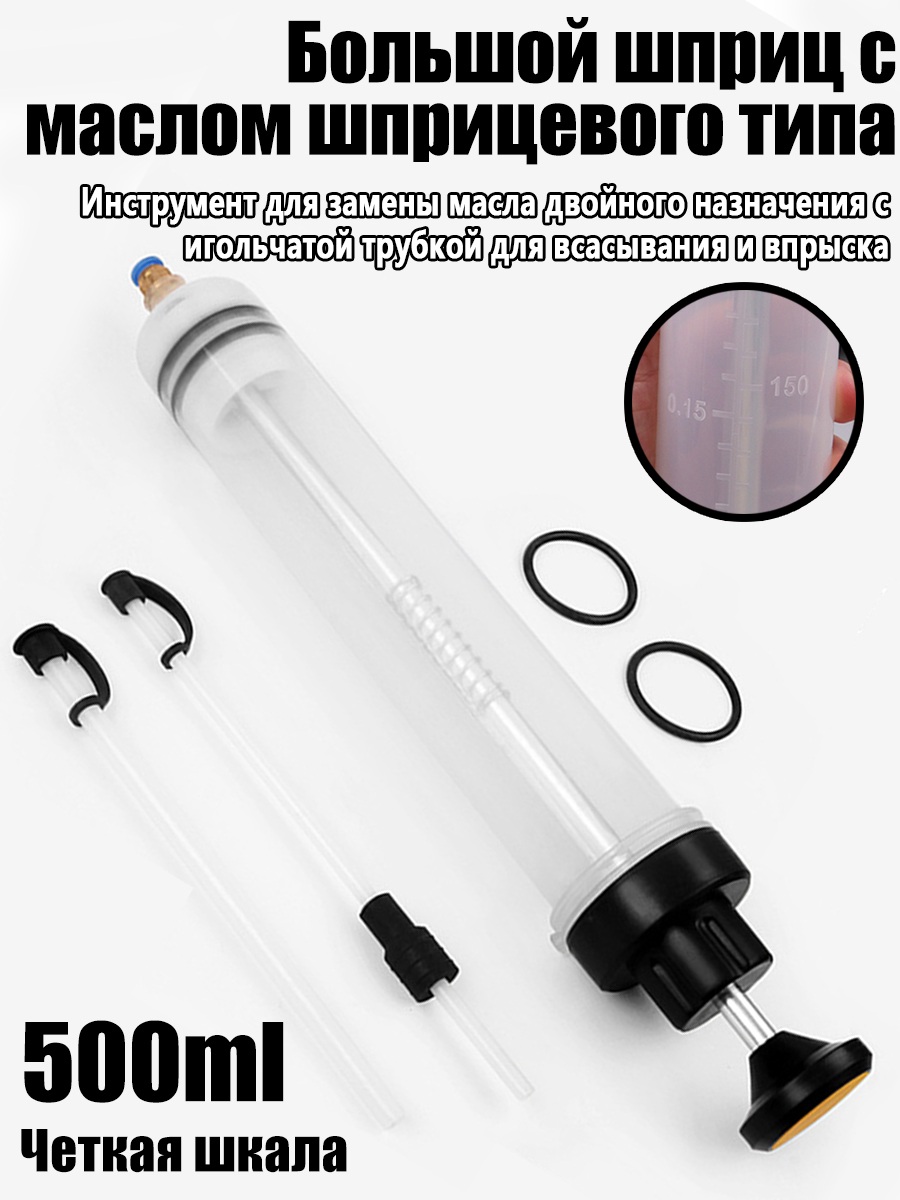 Большой шприц с
маслом шприцевого типа
Инструмент для замены масла двойного назначения с
игольчатой трубкой для всасывания и впрыска
0.15
150
500ml
Четкая шкала